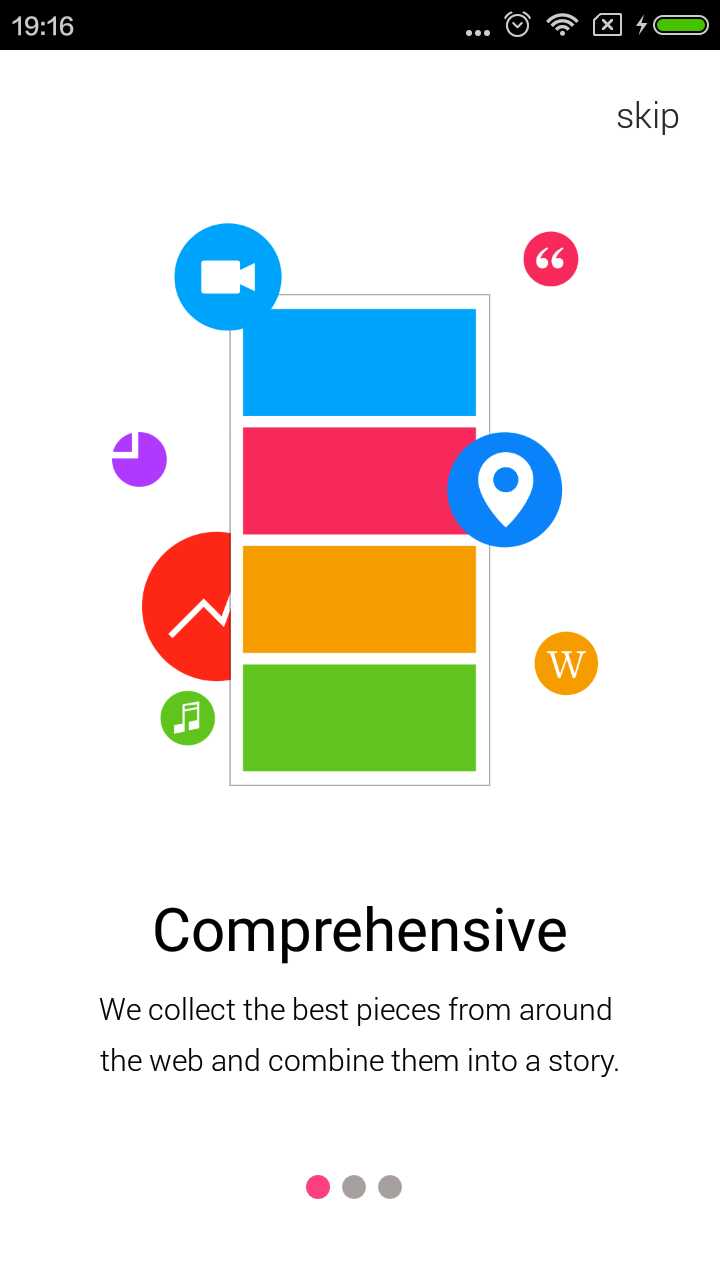 19:16
skip
W
Comprehensive
We collect the best pieces from around
the web and combine them into a story.